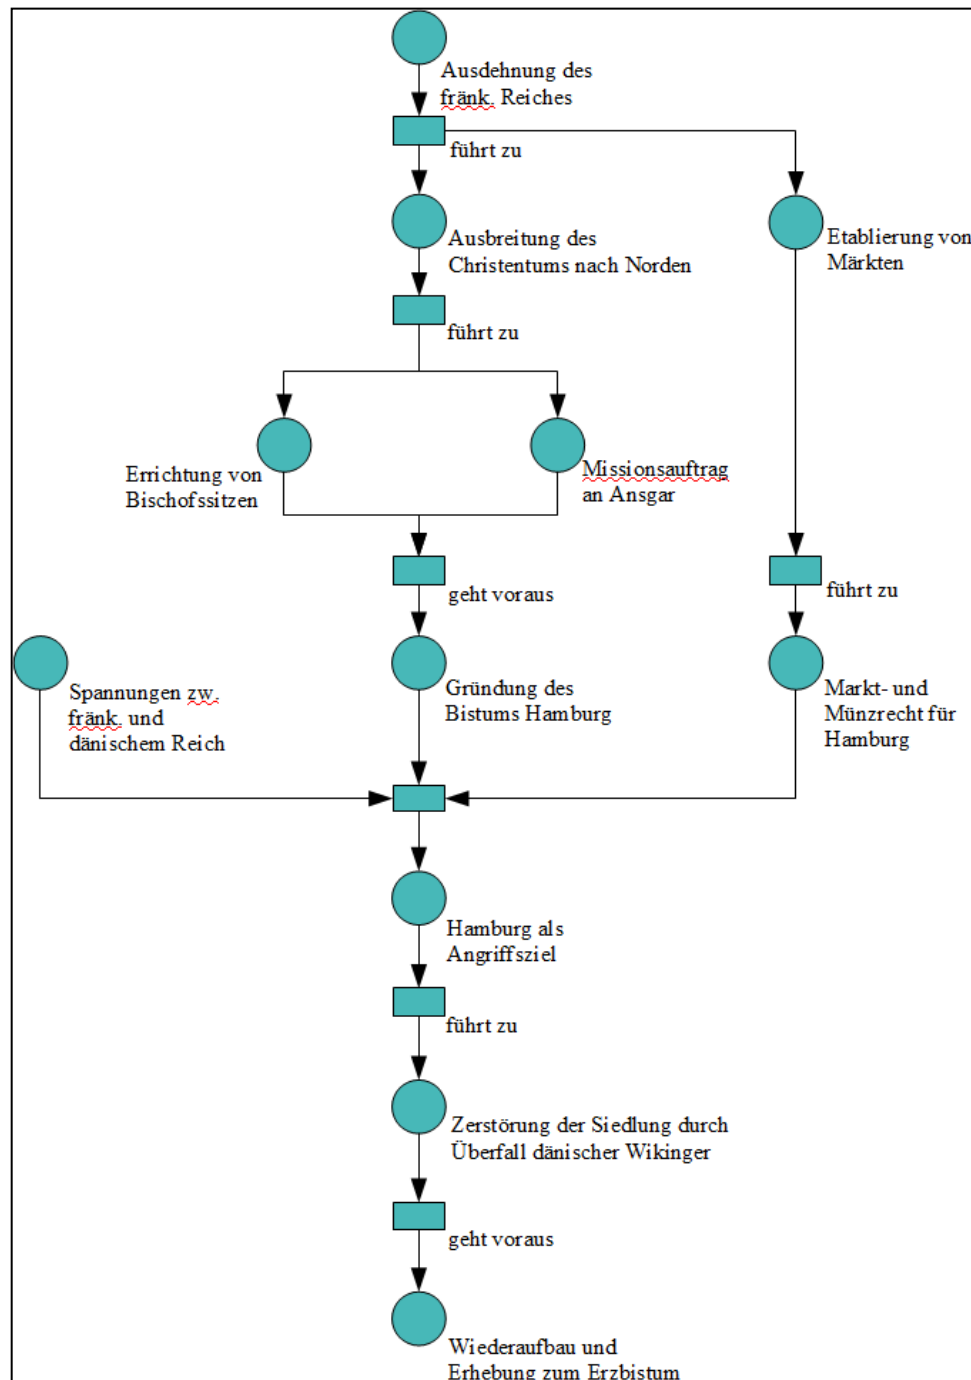 Ausdehnung des
fränk. Reiches
führt zu
Ausbreitung des
Christentums nach Norden
Etablierung von
Märkten
führt zu
Errichtung von
Bischofssitzen
Missionsauftrag
an Ansgar
geht voraus
führt zu
Spannungen zw.
fränk. und
dänischem Reich
Gründung des
Bistums Hamburg
Markt- und
Münzrecht für
Hamburg
Hamburg als
Angriffsziel
führt zu
Zerstörung der Siedlung durch
Überfall dänischer Wikinger
geht voraus
Wiederaufbau und
Erhebung zum Erzbistum